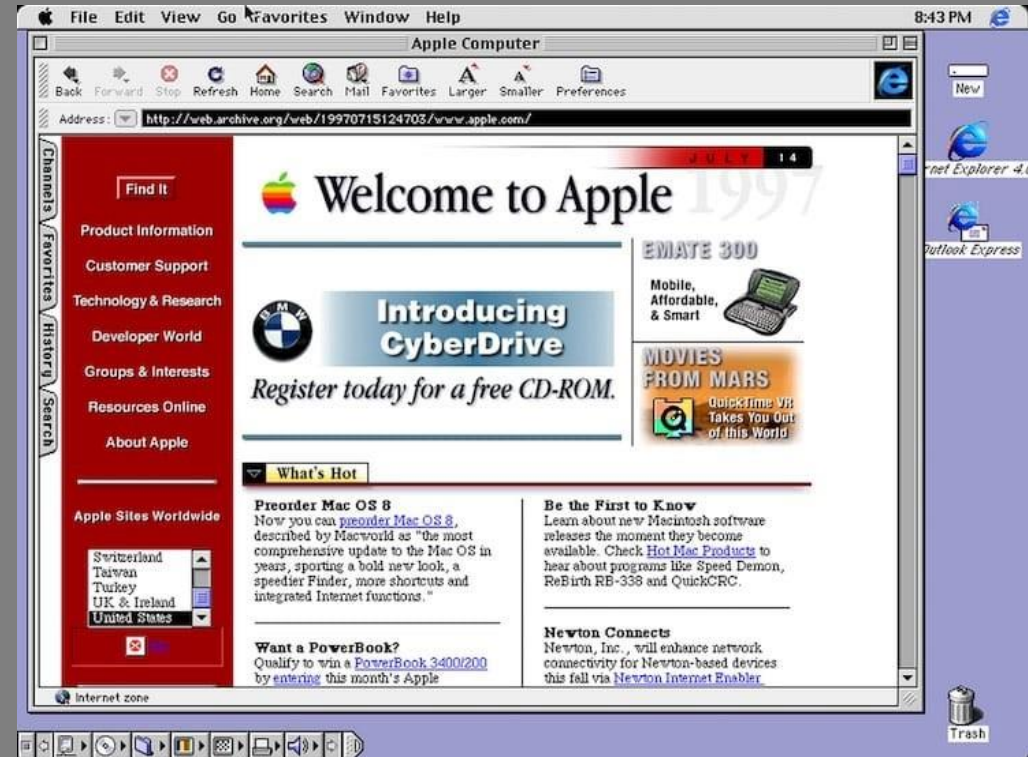 File Edit View Go Favorites Window Help
8:43 PM
Apple Computer
Back Forward Stop Refresh Home Search Mail Favorites Larger Smaller Preferences
Address: http://web.archive.org/web/19970715124703/www.apple.com/
New
net Explorer 4.0
Outlook Express
Channels
Favorites
History
Search
Find It
Product Information
Customer Support
Technology & Research
Developer World
Groups & Interests
Resources Online
About Apple
Apple Sites Worldwide
Switzerland
Taiwan
Turkey
UK & Ireland
United States
JULY 14
1997
Welcome to Apple
BMW
Introducing
CyberDrive
Register today for a free CD-ROM.
EMATE 300
Mobile,
Affordable,
& Smart
MOVIES
FROM MARS
QuickTime VR
Takes You Out
of this World
What's Hot
Preorder Mac OS 8
Now you can preorder Mac OS 8,
described by Macworld as "the most
comprehensive update to the Mac OS in
years, sporting a bold new look, a
speedier Finder, more shortcuts and
integrated Internet functions."
Want a PowerBook?
Qualify to win a PowerBook 3400/200
by entering this month's Apple
Be the First to Know
Learn about new Macintosh software
releases the moment they become
available. Check Hot Mac Products to
hear about programs like Speed Demon,
ReBirth RB-338 and QuickCRC.
Newton Connects
Newton, Inc., will enhance network
connectivity for Newton-based devices
this fall via Newton Internet Enabler
Internet zone
Trash